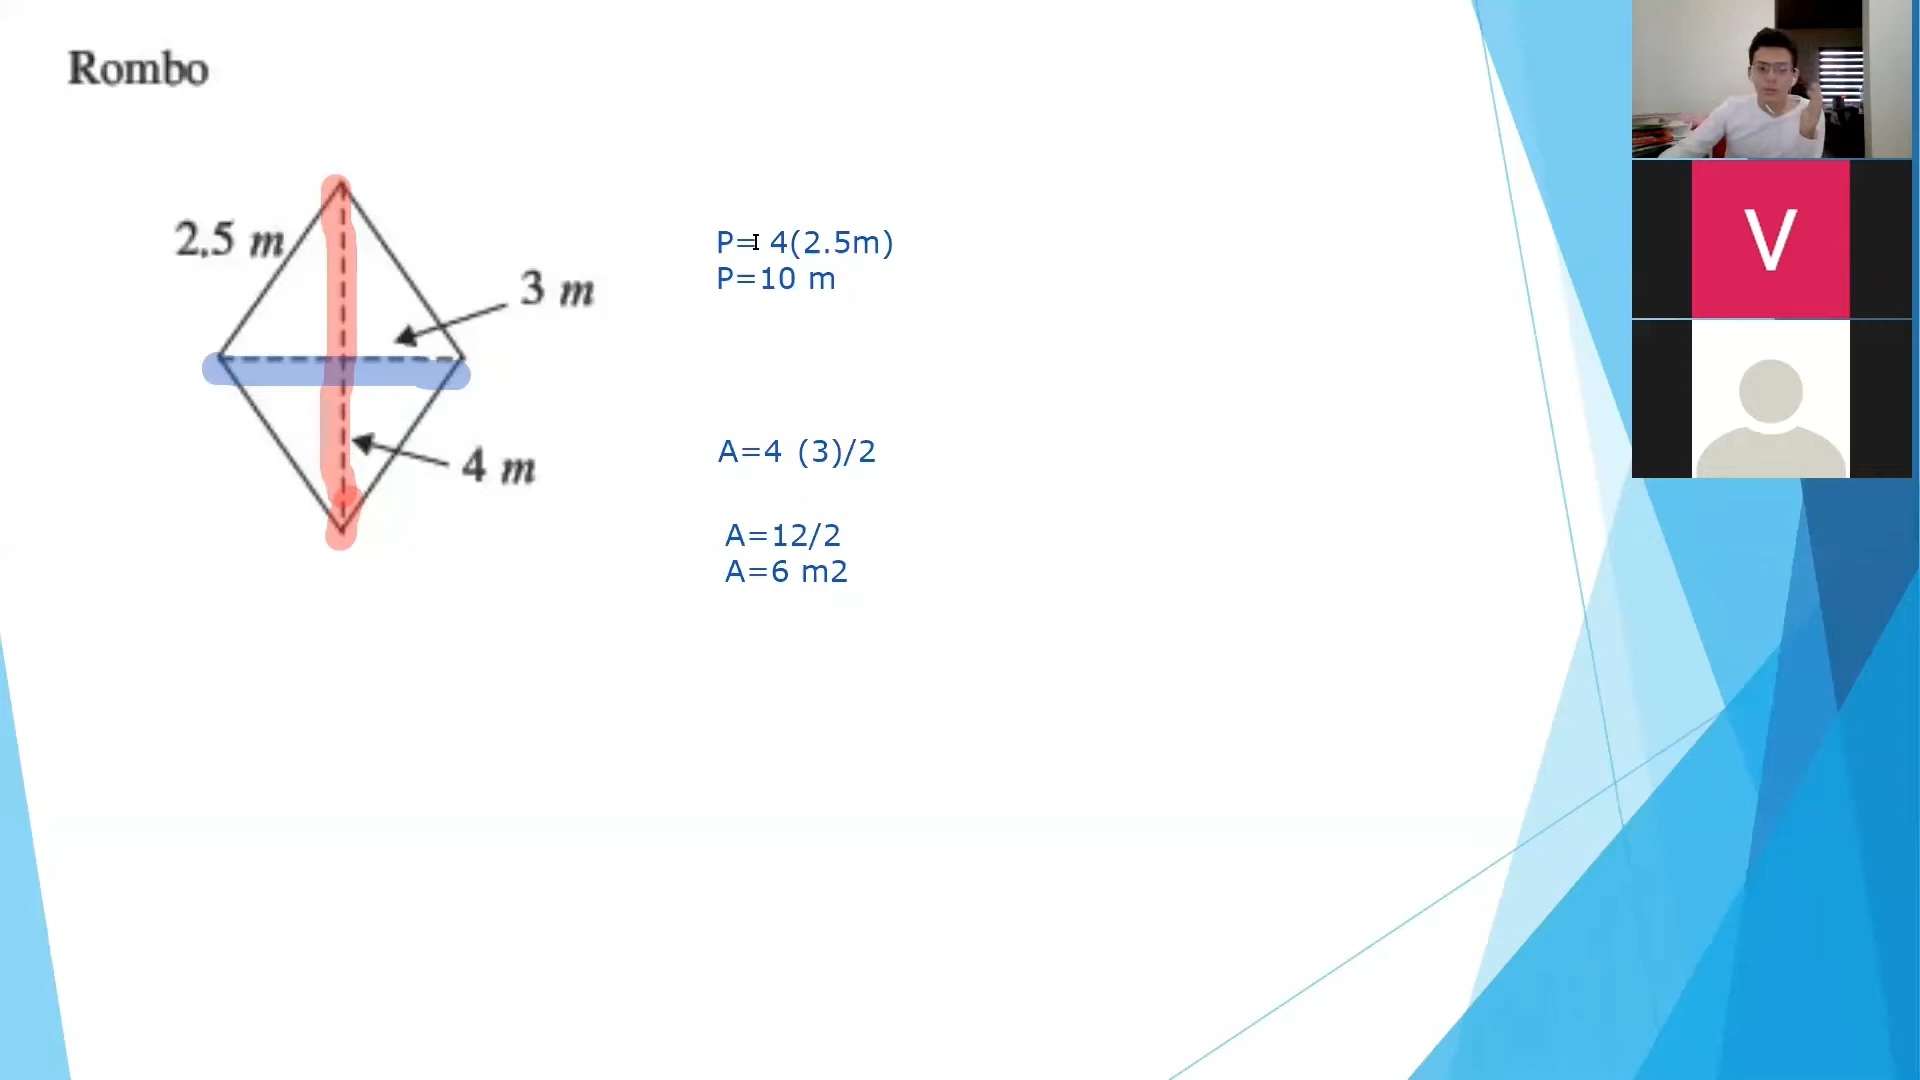 Rombo
2,5 m
3 m
4 m
P= 4(2.5m)
P=10 m
A=4 (3)/2
A=12/2
A=6 m2
V